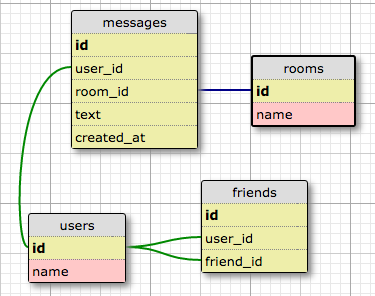 messages
id
user_id
room_id
text
created_at
rooms
id
name
friends
id
user_id
friend_id
users
id
name